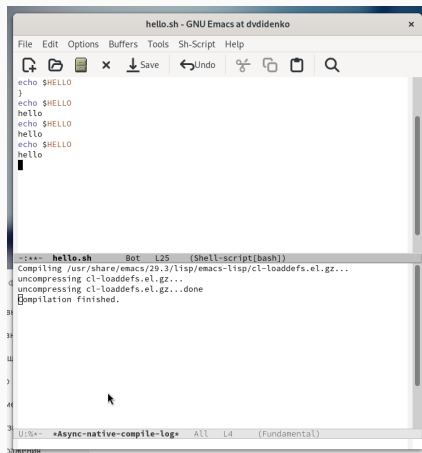 hello.sh - GNU Emacs at dvdidenko
File Edit Options Buffers Tools Sh-Script Help
Save Undo
echo $HELLO
}
echo $HELLO
hello
echo $HELLO
hello
echo $HELLO
hello
-:**- hello.sh Bot L25 (Shell-script[bash])
Compiling /usr/share/emacs/29.3/lisp/emacs-lisp/cl-loaddefs.el.gz...
uncompressing cl-loaddefs.el.gz...
uncompressing cl-loaddefs.el.gz...done
Compilation finished.
U:%*- *Async-native-compile-log* All L4 (Fundamental)